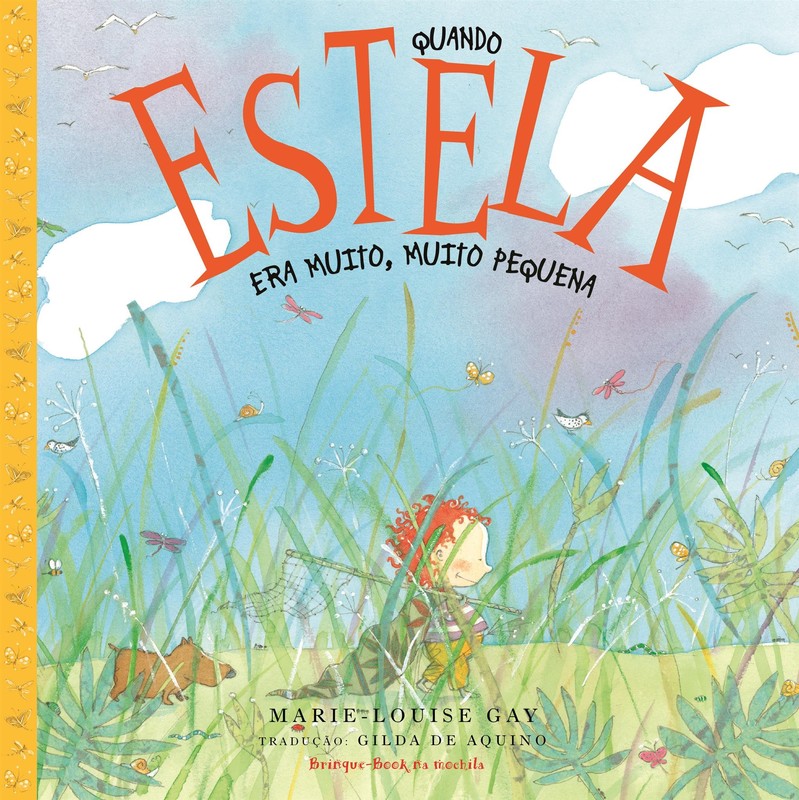 QUANDO
ESTELA
ERA MUITO, MUITO PEQUENA
MARIE-LOUISE GAY
TRADUÇÃO: GILDA DE AQUINO
Brinque-Book na mochila